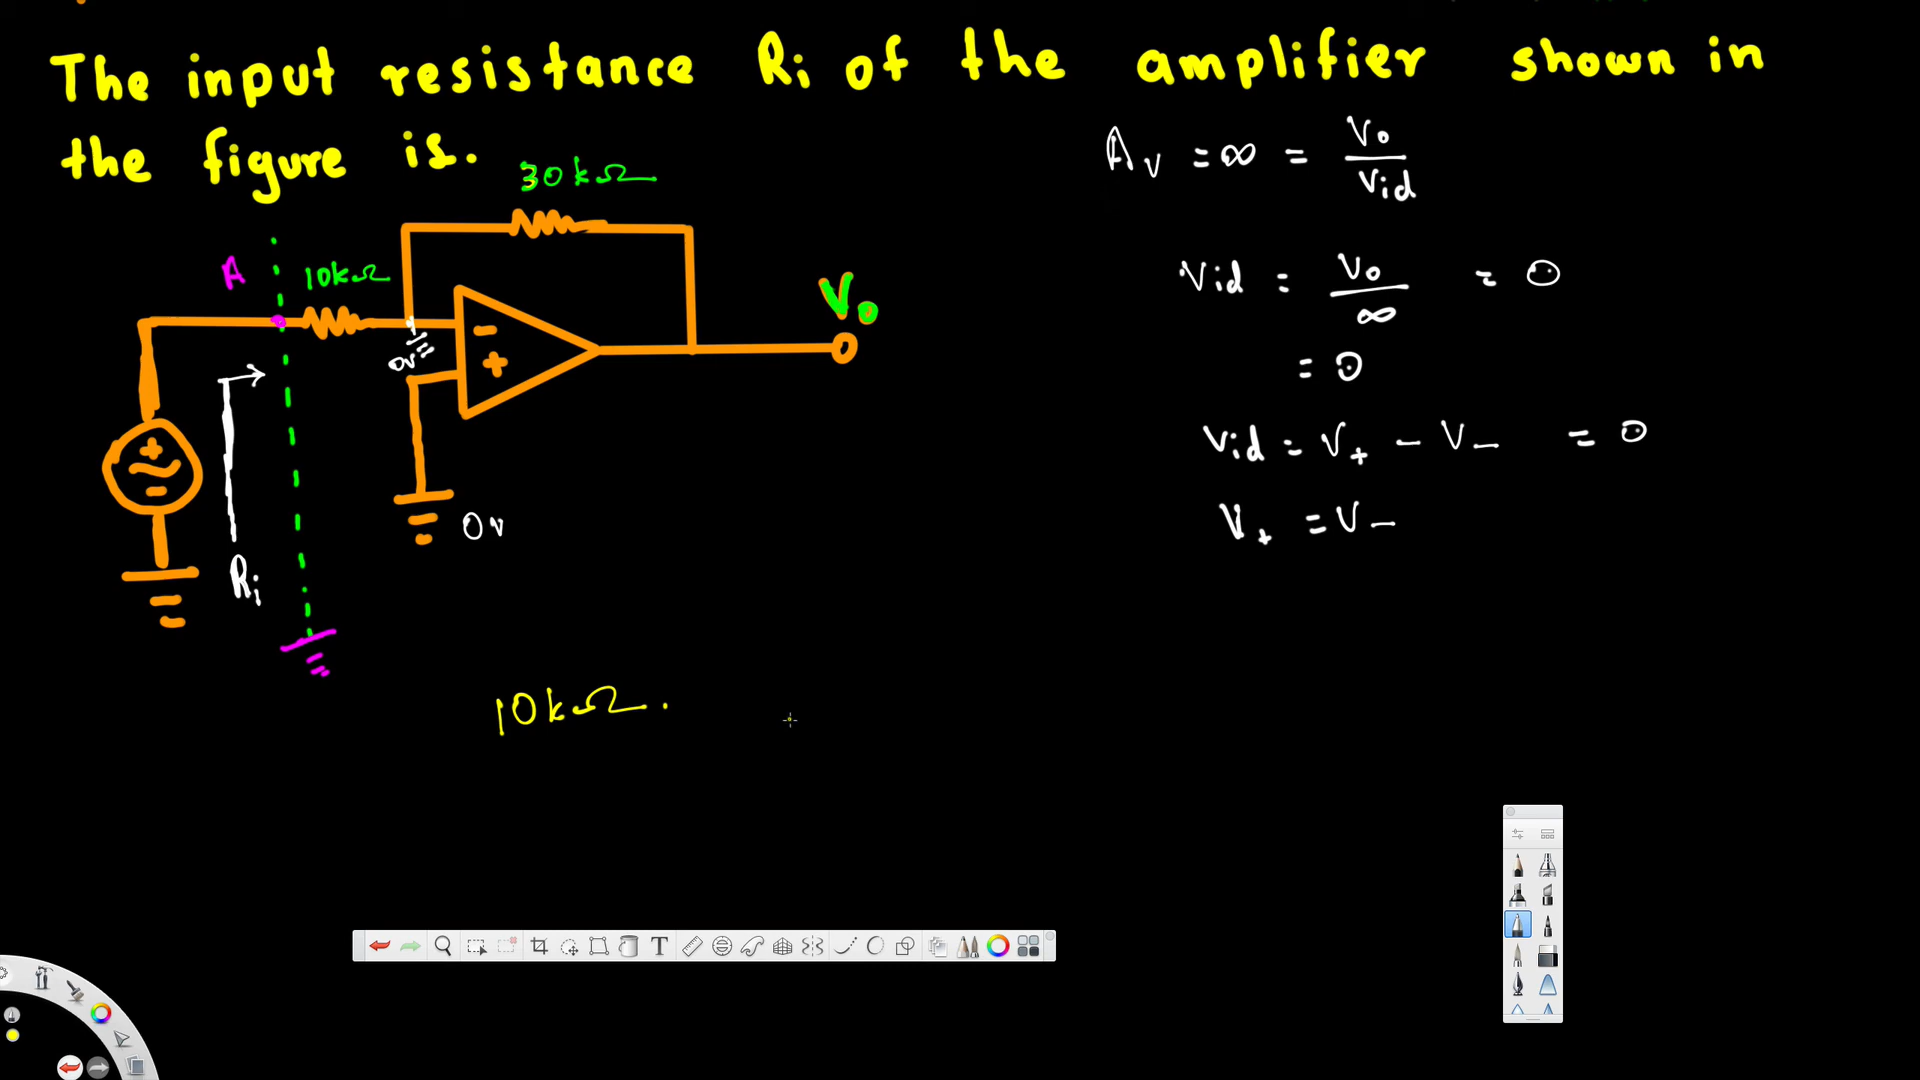 The input resistance Ri of the amplifier shown in
the figure is.
30kΩ
A
10kΩ
Vo
0v
-
+
+
-
0v
Ri
10kΩ.
Av = ∞ = Vo / Vid
Vid = Vo / ∞ = 0
= 0
Vid = V+ - V- = 0
V+ = V-
T